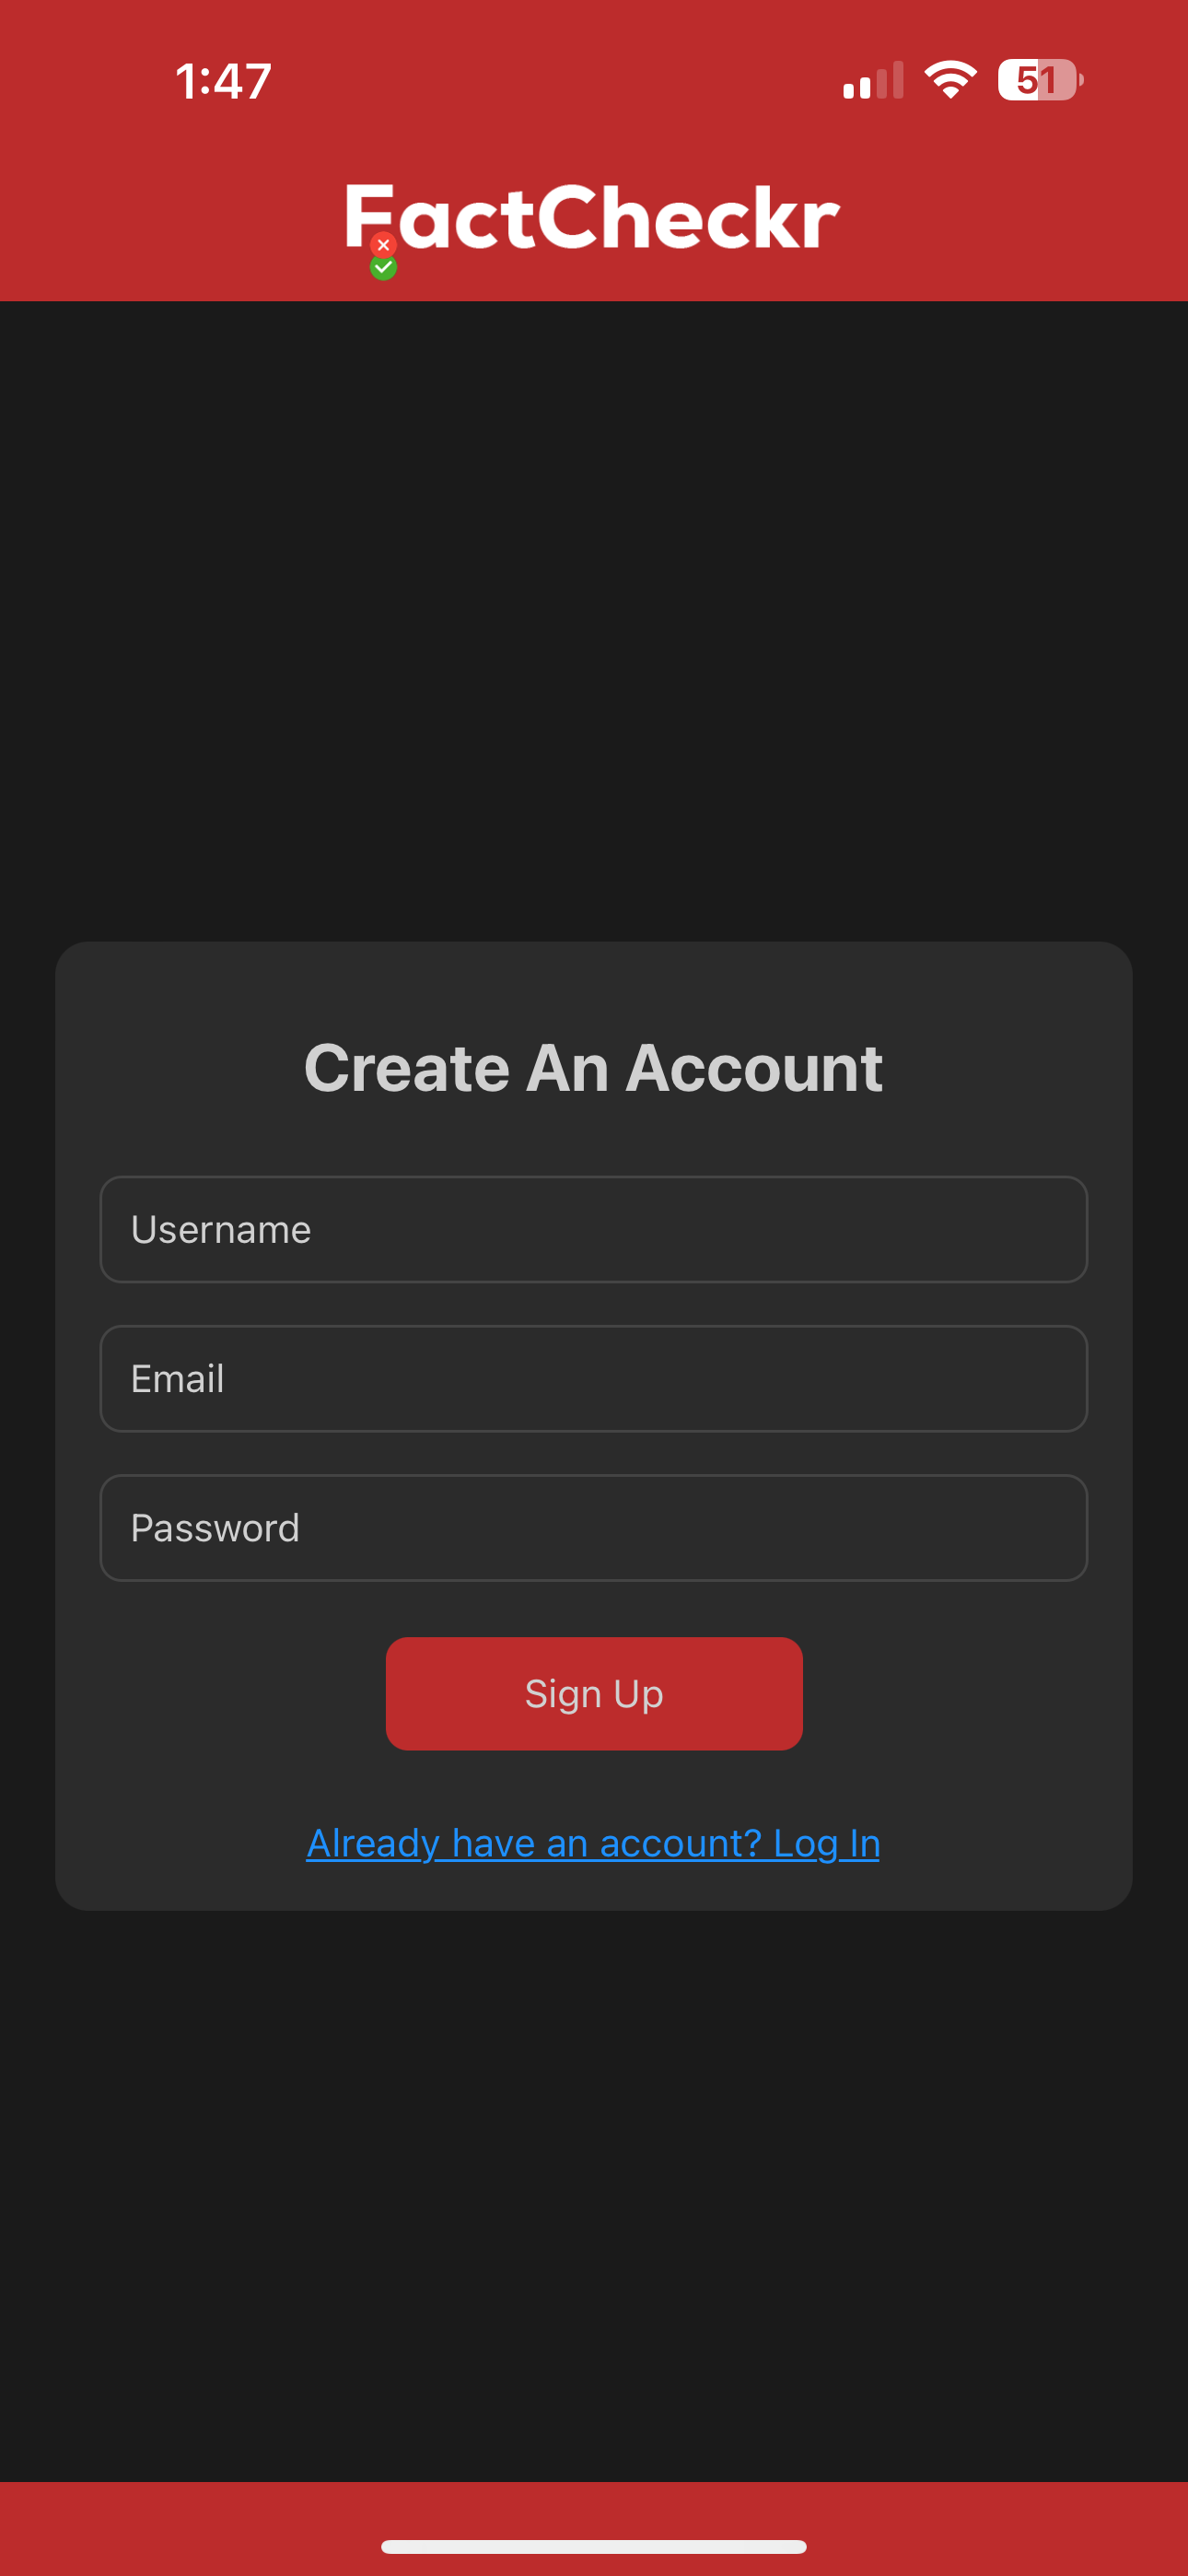 1:47
51
FactCheckr
Create An Account
Username
Email
Password
Sign Up
Already have an account? Log In